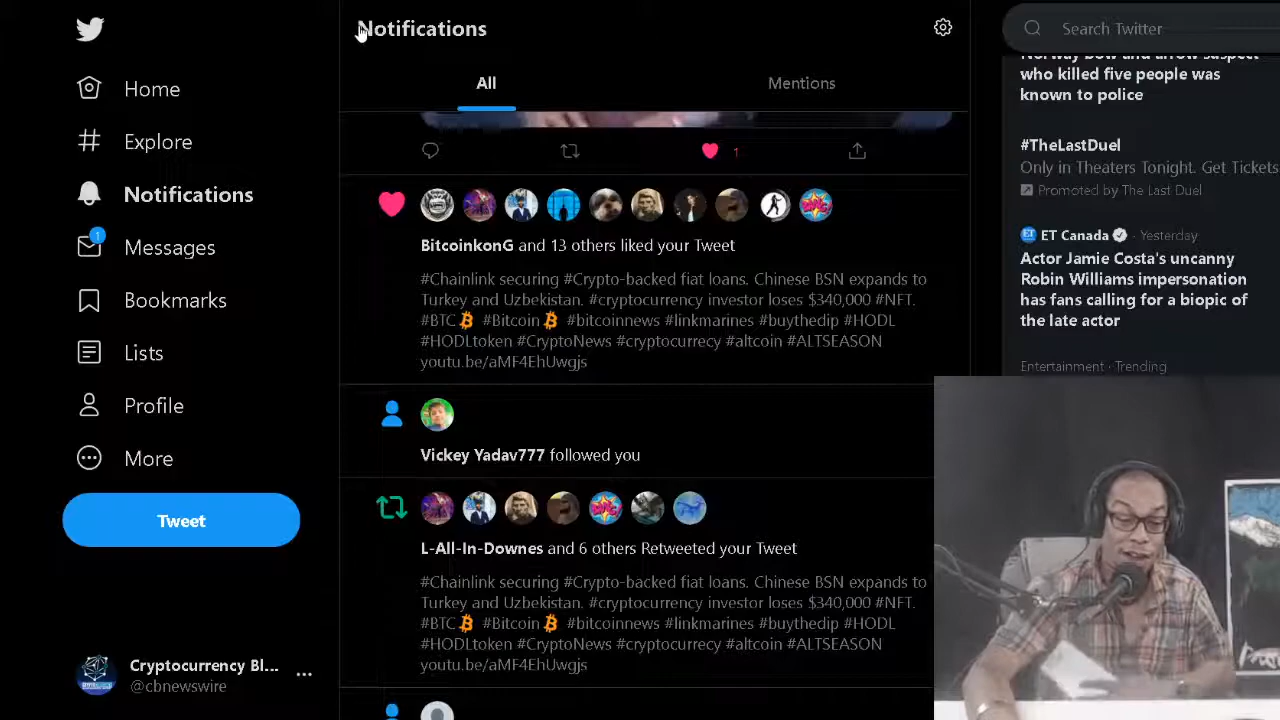 Notifications
Search Twitter
Home
Explore
Notifications
1
Messages
Bookmarks
Lists
Profile
More
Tweet
Cryptocurrency Bl...
@cbnewswire
All
Mentions
1
BitcoinkonG and 13 others liked your Tweet
#Chainlink securing #Crypto-backed fiat loans. Chinese BSN expands to
Turkey and Uzbekistan. #cryptocurrency investor loses $340,000 #NFT.
#BTC #Bitcoin #bitcoinnews #linkmarines #buythedip #HODL
#HODLtoken #CryptoNews #cryptocurrecy #altcoin #ALTSEASON
youtu.be/aMF4EhUwgjs
Vickey Yadav777 followed you
L-All-In-Downes and 6 others Retweeted your Tweet
#Chainlink securing #Crypto-backed fiat loans. Chinese BSN expands to
Turkey and Uzbekistan. #cryptocurrency investor loses $340,000 #NFT.
#BTC #Bitcoin #bitcoinnews #linkmarines #buythedip #HODL
#HODLtoken #CryptoNews #cryptocurrecy #altcoin #ALTSEASON
youtu.be/aMF4EhUwgjs
Norway bow and arrow suspect
who killed five people was
known to police
#TheLastDuel
Only in Theaters Tonight. Get Tickets
Promoted by The Last Duel
ET ET Canada · Yesterday
Actor Jamie Costa's uncanny
Robin Williams impersonation
has fans calling for a biopic of
the late actor
Entertainment · Trending